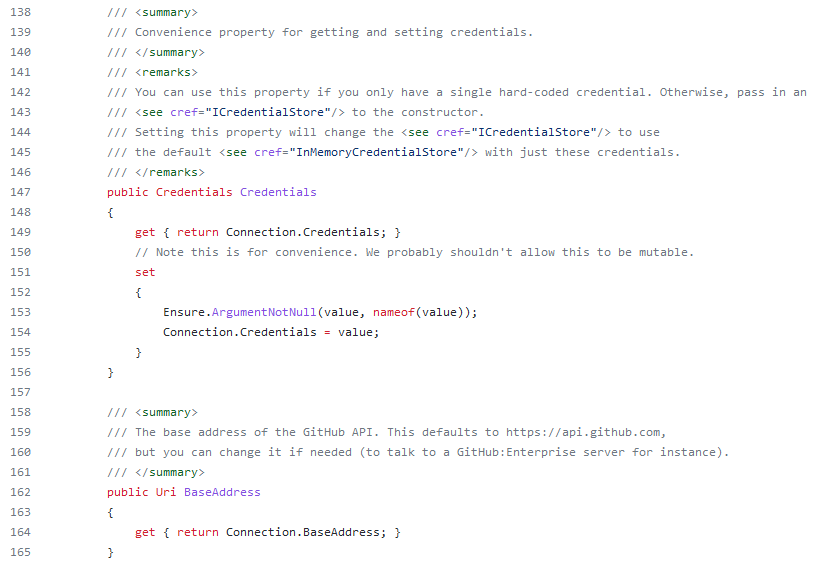 138 /// <summary>
139 /// Convenience property for getting and setting credentials.
140 /// </summary>
141 /// <remarks>
142 /// You can use this property if you only have a single hard-coded credential. Otherwise, pass in an
143 /// <see cref="ICredentialStore"/> to the constructor.
144 /// Setting this property will change the <see cref="ICredentialStore"/> to use
145 /// the default <see cref="InMemoryCredentialStore"/> with just these credentials.
146 /// </remarks>
147 public Credentials Credentials
148 {
149 get { return Connection.Credentials; }
150 // Note this is for convenience. We probably shouldn't allow this to be mutable.
151 set
152 {
153 Ensure.ArgumentNotNull(value, nameof(value));
154 Connection.Credentials = value;
155 }
156 }
157
158 /// <summary>
159 /// The base address of the GitHub API. This defaults to https://api.github.com,
160 /// but you can change it if needed (to talk to a GitHub:Enterprise server for instance).
161 /// </summary>
162 public Uri BaseAddress
163 {
164 get { return Connection.BaseAddress; }
165 }